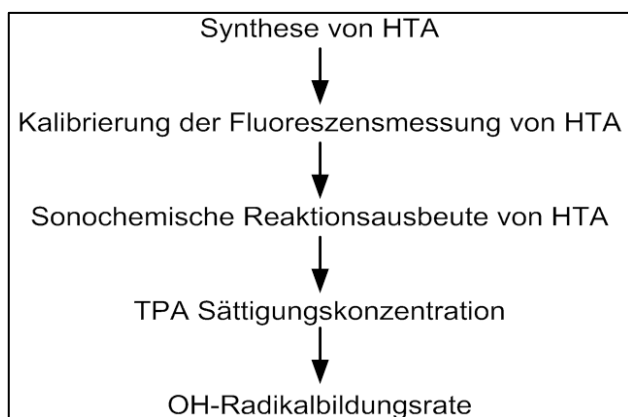 Synthese von HTA
Kalibrierung der Fluoreszensmessung von HTA
Sonochemische Reaktionsausbeute von HTA
TPA Sättigungskonzentration
OH-Radikalbildungsrate